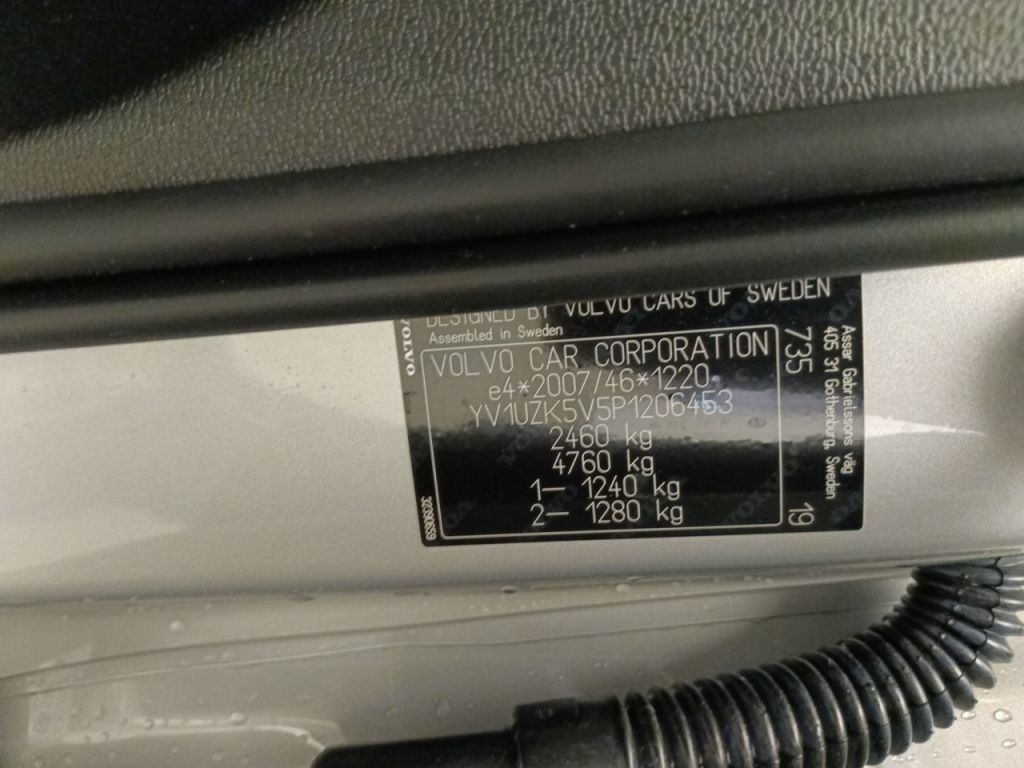 DESIGNED BY VOLVO CARS OF SWEDEN
Assembled in Sweden
VOLVO CAR CORPORATION
e4*2007/46*1220
YV1UZK5V5P1206453
2460 kg
4760 kg
1– 1240 kg
2– 1280 kg
VOLVO
32290639
735
19
Assar Gabrielssons väg
405 31 Gothenburg, Sweden